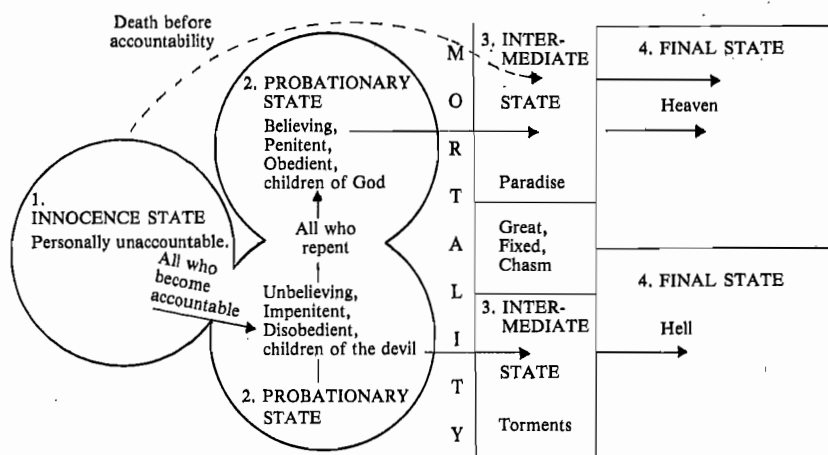 Death before
accountability
1.
INNOCENCE STATE
Personally unaccountable.
All who
become
accountable
2. PROBATIONARY
STATE
Believing,
Penitent,
Obedient,
children of God
All who
repent
Unbelieving,
Impenitent,
Disobedient,
children of the devil
2. PROBATIONARY
STATE
M
O
R
T
A
L
I
T
Y
3. INTER-
MEDIATE
STATE
Paradise
Great,
Fixed,
Chasm
3. INTER-
MEDIATE
STATE
Torments
4. FINAL STATE
Heaven
4. FINAL STATE
Hell